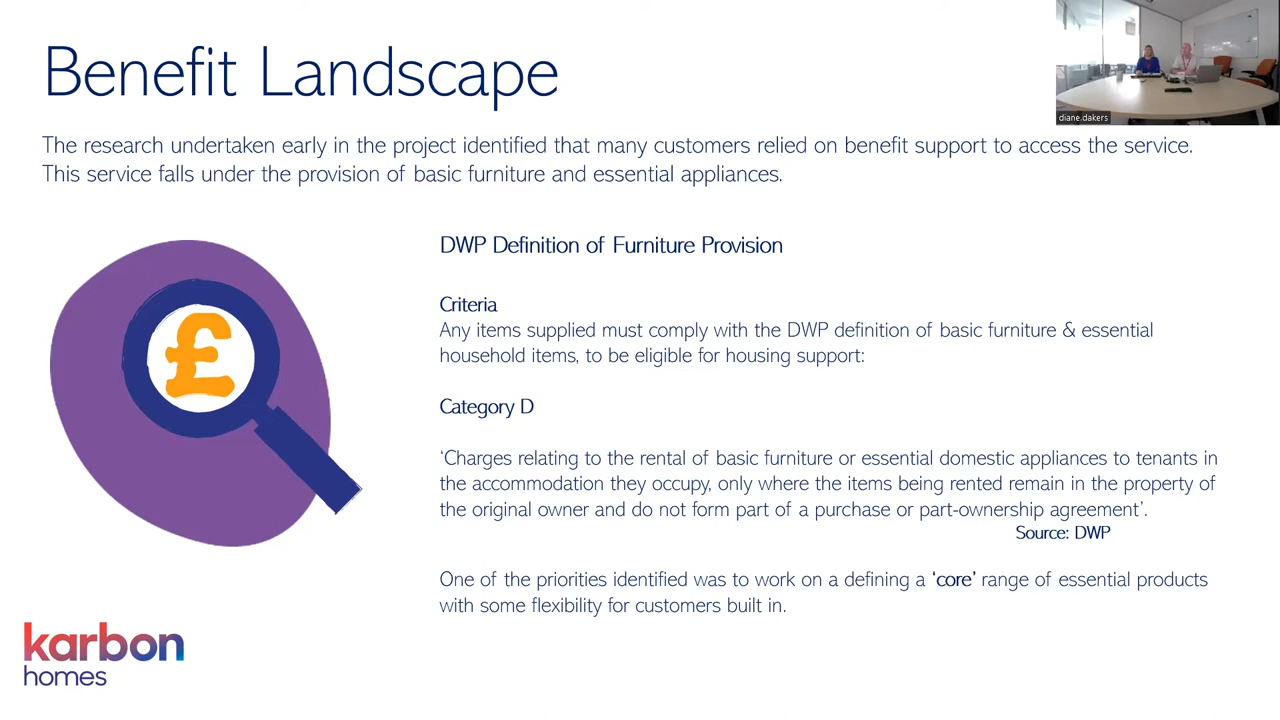 Benefit Landscape
diane.dakers
The research undertaken early in the project identified that many customers relied on benefit support to access the service.
This service falls under the provision of basic furniture and essential appliances.
DWP Definition of Furniture Provision
£
Criteria
Any items supplied must comply with the DWP definition of basic furniture & essential
household items, to be eligible for housing support:
Category D
‘Charges relating to the rental of basic furniture or essential domestic appliances to tenants in
the accommodation they occupy, only where the items being rented remain in the property of
the original owner and do not form part of a purchase or part-ownership agreement’.
Source: DWP
One of the priorities identified was to work on a defining a ‘core’ range of essential products
with some flexibility for customers built in.
karbon
homes